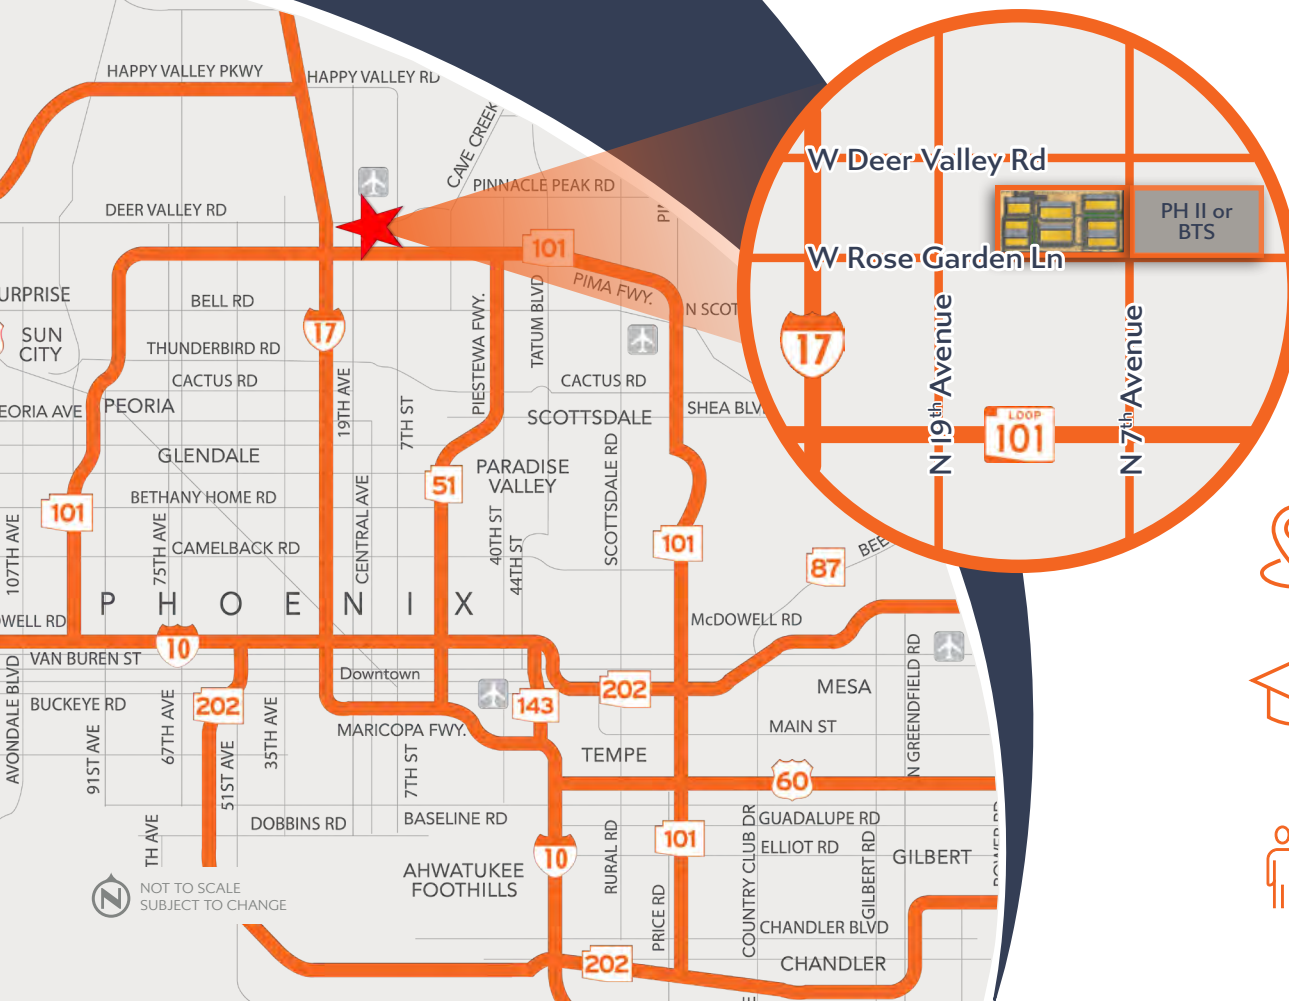 HAPPY VALLEY PKWY
HAPPY VALLEY RD
CAVE CREEK
PINNACLE PEAK RD
DEER VALLEY RD
101
PIMA FWY.
N SCOT
BELL RD
URPRISE
SUN
CITY
17
THUNDERBIRD RD
CACTUS RD
PIESTEWA FWY.
TATUM BLVD
CACTUS RD
EORIA AVE
PEORIA
19TH AVE
7TH ST
SCOTTSDALE
SHEA BLV
GLENDALE
51
PARADISE
VALLEY
SCOTTSDALE RD
BETHANY HOME RD
101
CENTRAL AVE
40TH ST
44TH ST
101
107TH AVE
75TH AVE
CAMELBACK RD
87
BEE
PHOENIX
OWELL RD
McDOWELL RD
10
VAN BUREN ST
Downtown
AVONDALE BLVD
BUCKEYE RD
202
67TH AVE
35TH AVE
143
202
MESA
N GREENFIELD RD
MARICOPA FWY.
MAIN ST
91ST AVE
51ST AVE
7TH ST
TEMPE
60
TH AVE
DOBBINS RD
BASELINE RD
GUADALUPE RD
101
ELLIOT RD
10
RURAL RD
COUNTRY CLUB DR
GILBERT RD
GILBERT
POWER RD
AHWATUKEE
FOOTHILLS
PRICE RD
NOT TO SCALE
SUBJECT TO CHANGE
N
CHANDLER BLVD
202
CHANDLER
W Deer Valley Rd
PH II or
BTS
W Rose Garden Ln
17
N 19th Avenue
N 7th Avenue
LOOP
101